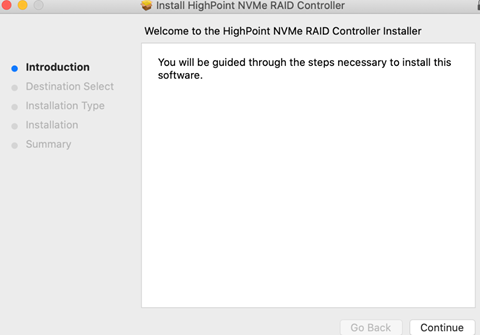 Install HighPoint NVMe RAID Controller
Welcome to the HighPoint NVMe RAID Controller Installer
Introduction
Destination Select
Installation Type
Installation
Summary
You will be guided through the steps necessary to install this
software.
Go Back
Continue